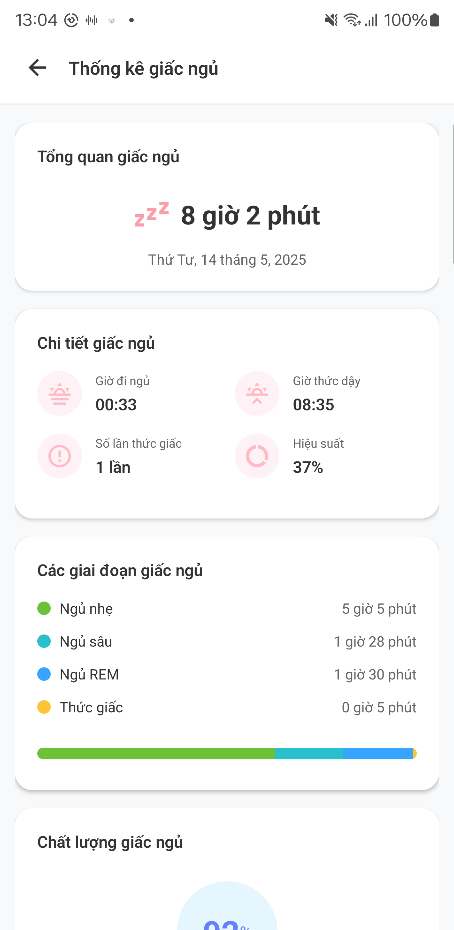 13:04 100%
Thống kê giấc ngủ
Tổng quan giấc ngủ
zzz 8 giờ 2 phút
Thứ Tư, 14 tháng 5, 2025
Chi tiết giấc ngủ
Giờ đi ngủ
00:33
Giờ thức dậy
08:35
Số lần thức giấc
1 lần
Hiệu suất
37%
Các giai đoạn giấc ngủ
Ngủ nhẹ 5 giờ 5 phút
Ngủ sâu 1 giờ 28 phút
Ngủ REM 1 giờ 30 phút
Thức giấc 0 giờ 5 phút
Chất lượng giấc ngủ